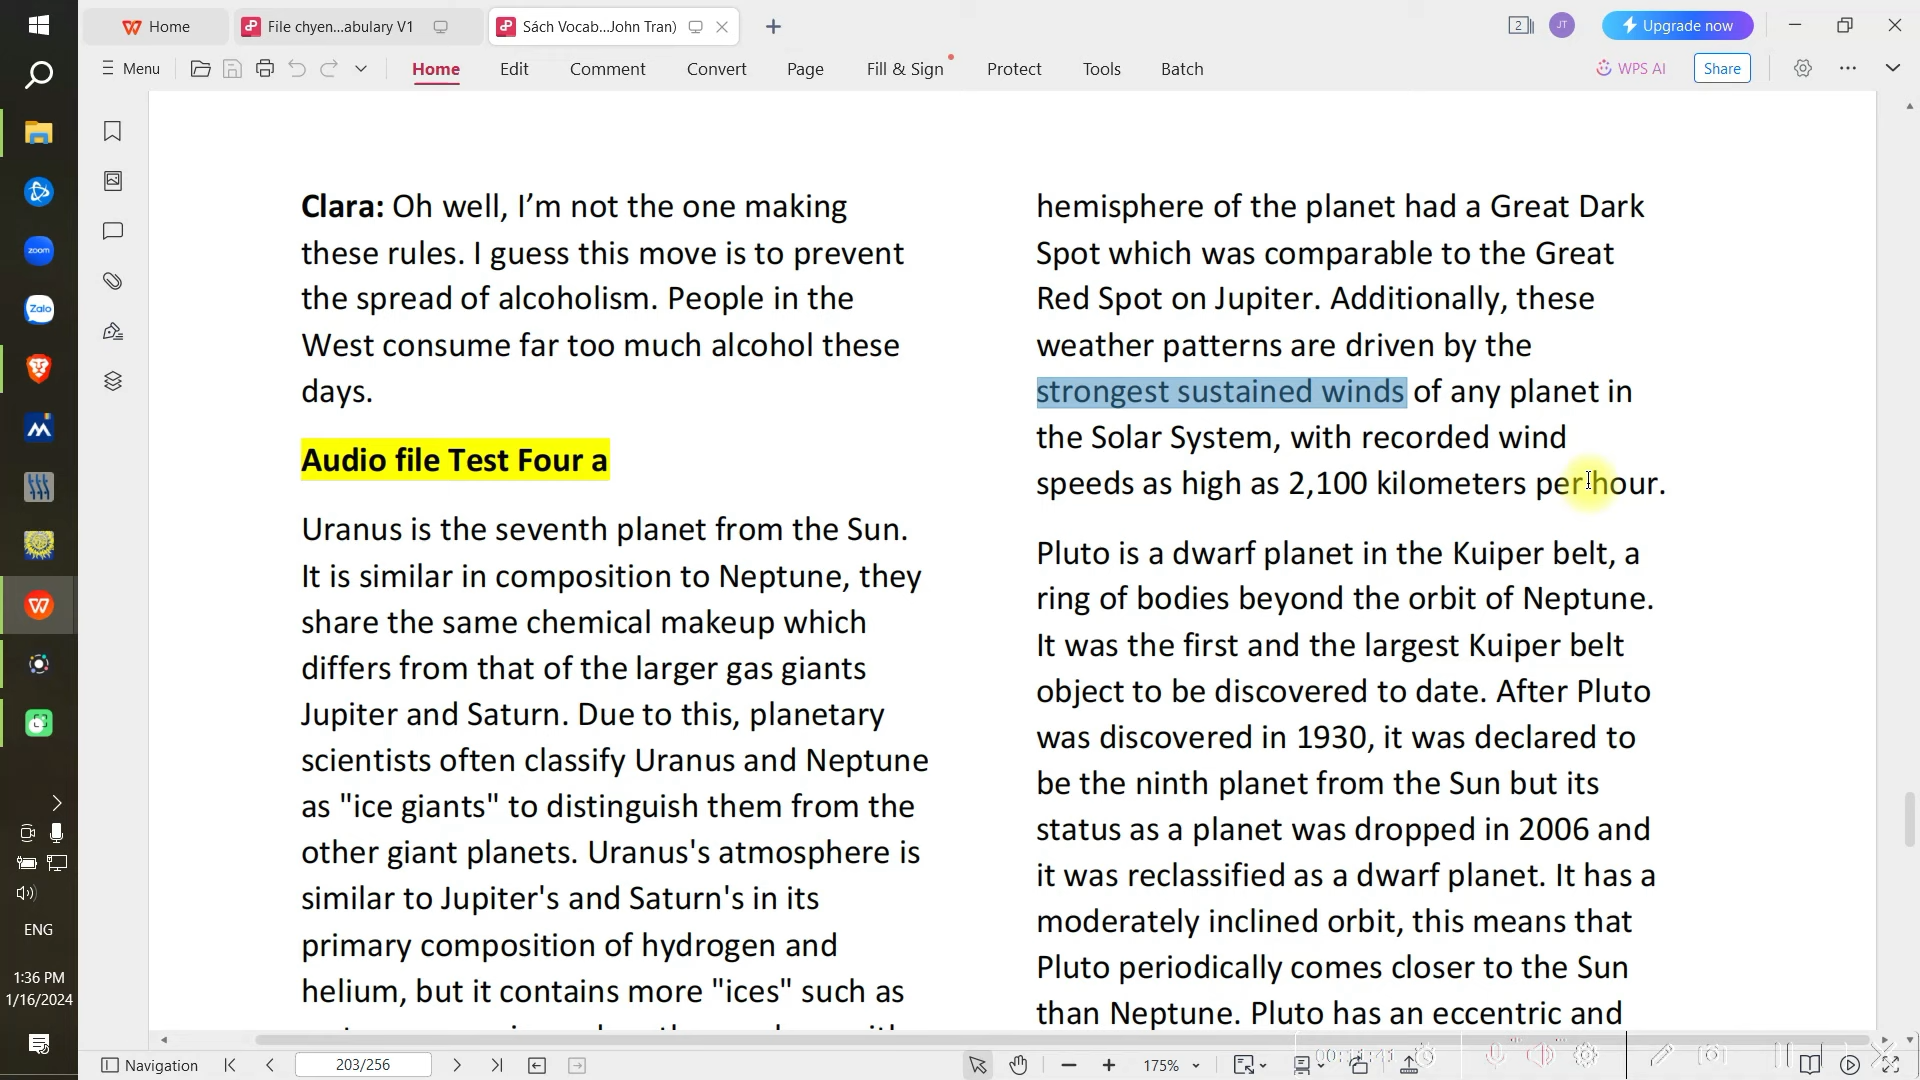 Home
File chyen...abulary V1
Sách Vocab...John Tran)
2
JT
Upgrade now
Menu
Home
Edit
Comment
Convert
Page
Fill & Sign
Protect
Tools
Batch
WPS AI
Share
zoom
Zalo
ENG
1:36 PM
1/16/2024
Clara: Oh well, I’m not the one making
these rules. I guess this move is to prevent
the spread of alcoholism. People in the
West consume far too much alcohol these
days.
Audio file Test Four a
Uranus is the seventh planet from the Sun.
It is similar in composition to Neptune, they
share the same chemical makeup which
differs from that of the larger gas giants
Jupiter and Saturn. Due to this, planetary
scientists often classify Uranus and Neptune
as "ice giants" to distinguish them from the
other giant planets. Uranus's atmosphere is
similar to Jupiter's and Saturn's in its
primary composition of hydrogen and
helium, but it contains more "ices" such as
hemisphere of the planet had a Great Dark
Spot which was comparable to the Great
Red Spot on Jupiter. Additionally, these
weather patterns are driven by the
strongest sustained winds of any planet in
the Solar System, with recorded wind
speeds as high as 2,100 kilometers per hour.
Pluto is a dwarf planet in the Kuiper belt, a
ring of bodies beyond the orbit of Neptune.
It was the first and the largest Kuiper belt
object to be discovered to date. After Pluto
was discovered in 1930, it was declared to
be the ninth planet from the Sun but its
status as a planet was dropped in 2006 and
it was reclassified as a dwarf planet. It has a
moderately inclined orbit, this means that
Pluto periodically comes closer to the Sun
than Neptune. Pluto has an eccentric and
Navigation
203/256
175%